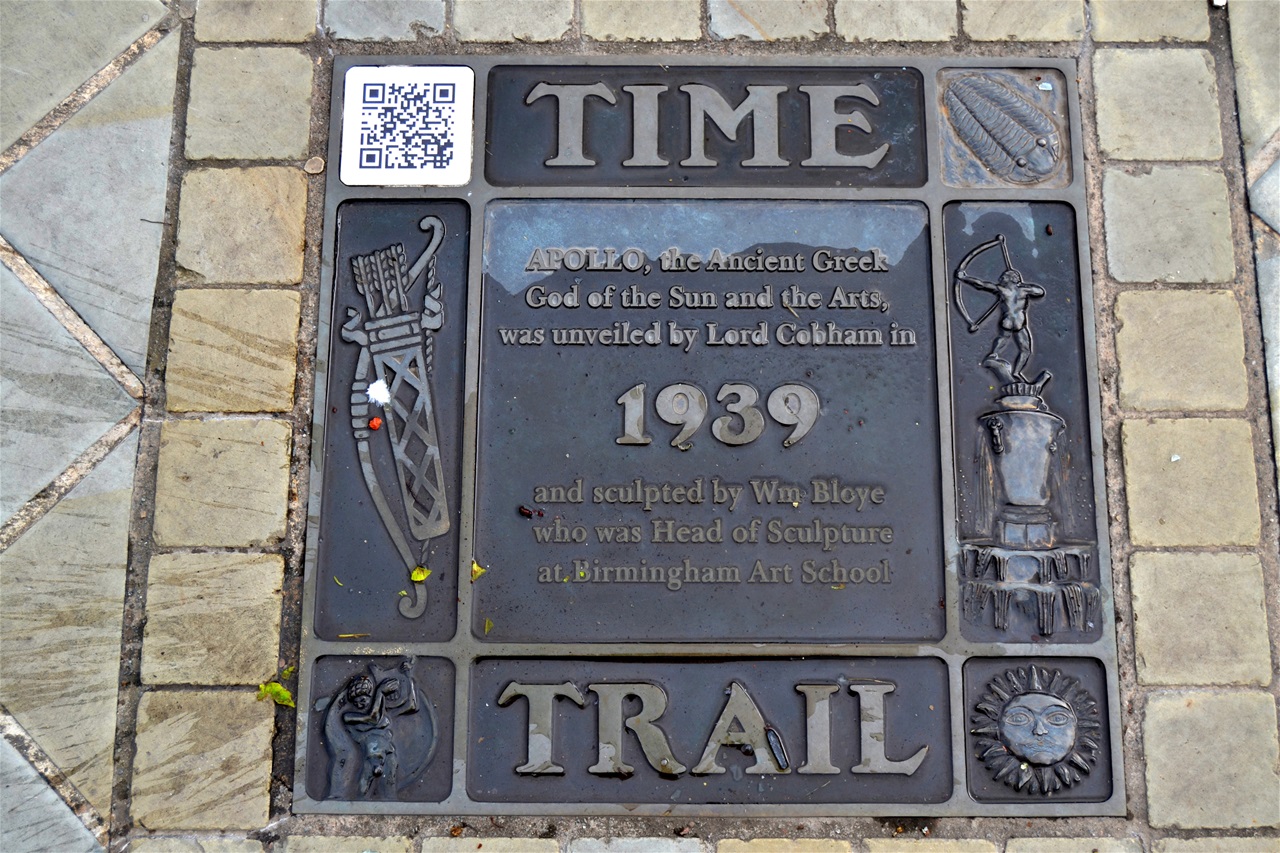 TIME
APOLLO, the Ancient Greek
God of the Sun and the Arts,
was unveiled by Lord Cobham in
1939
and sculpted by Wm Bloye
who was Head of Sculpture
at Birmingham Art School
TRAIL